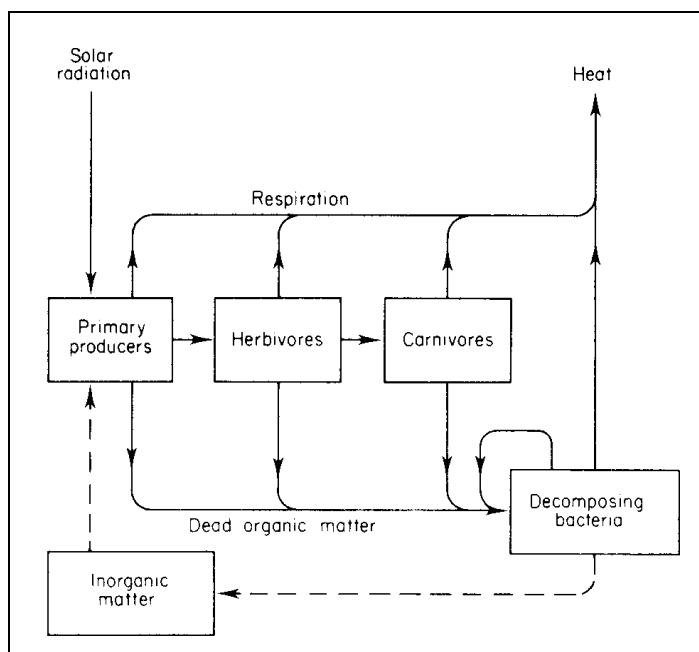 Solar
radiation
Heat
Respiration
Primary
producers
Herbivores
Carnivores
Dead organic matter
Decomposing
bacteria
Inorganic
matter